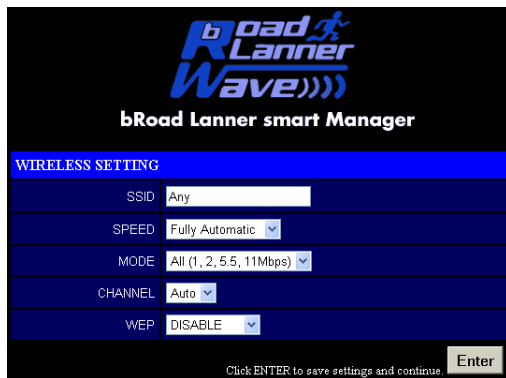 bRoad
Lanner
Wave
bRoad Lanner smart Manager
WIRELESS SETTING
SSID Any
SPEED Fully Automatic
MODE All (1, 2, 5.5, 11Mbps)
CHANNEL Auto
WEP DISABLE
Click ENTER to save settings and continue. Enter